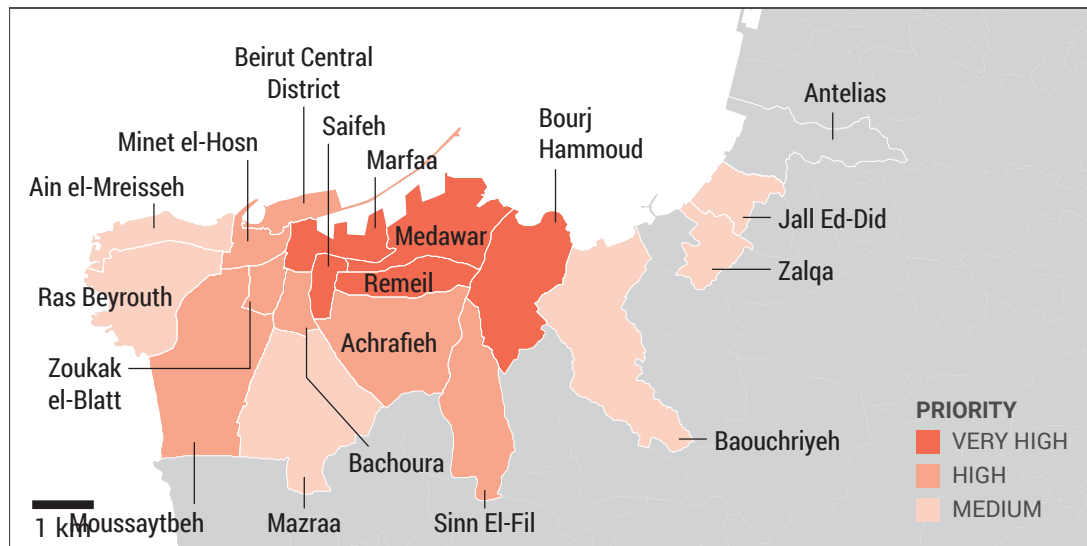 Beirut Central
District
Antelias
Saifeh
Bourj
Hammoud
Minet el-Hosn
Marfaa
Ain el-Mreisseh
Jall Ed-Did
Medawar
Zalqa
Remeil
Ras Beyrouth
Achrafieh
Zoukak
el-Blatt
PRIORITY
VERY HIGH
Baouchriyeh
Bachoura
HIGH
MEDIUM
1 km
Moussaytbeh
Mazraa
Sinn El-Fil